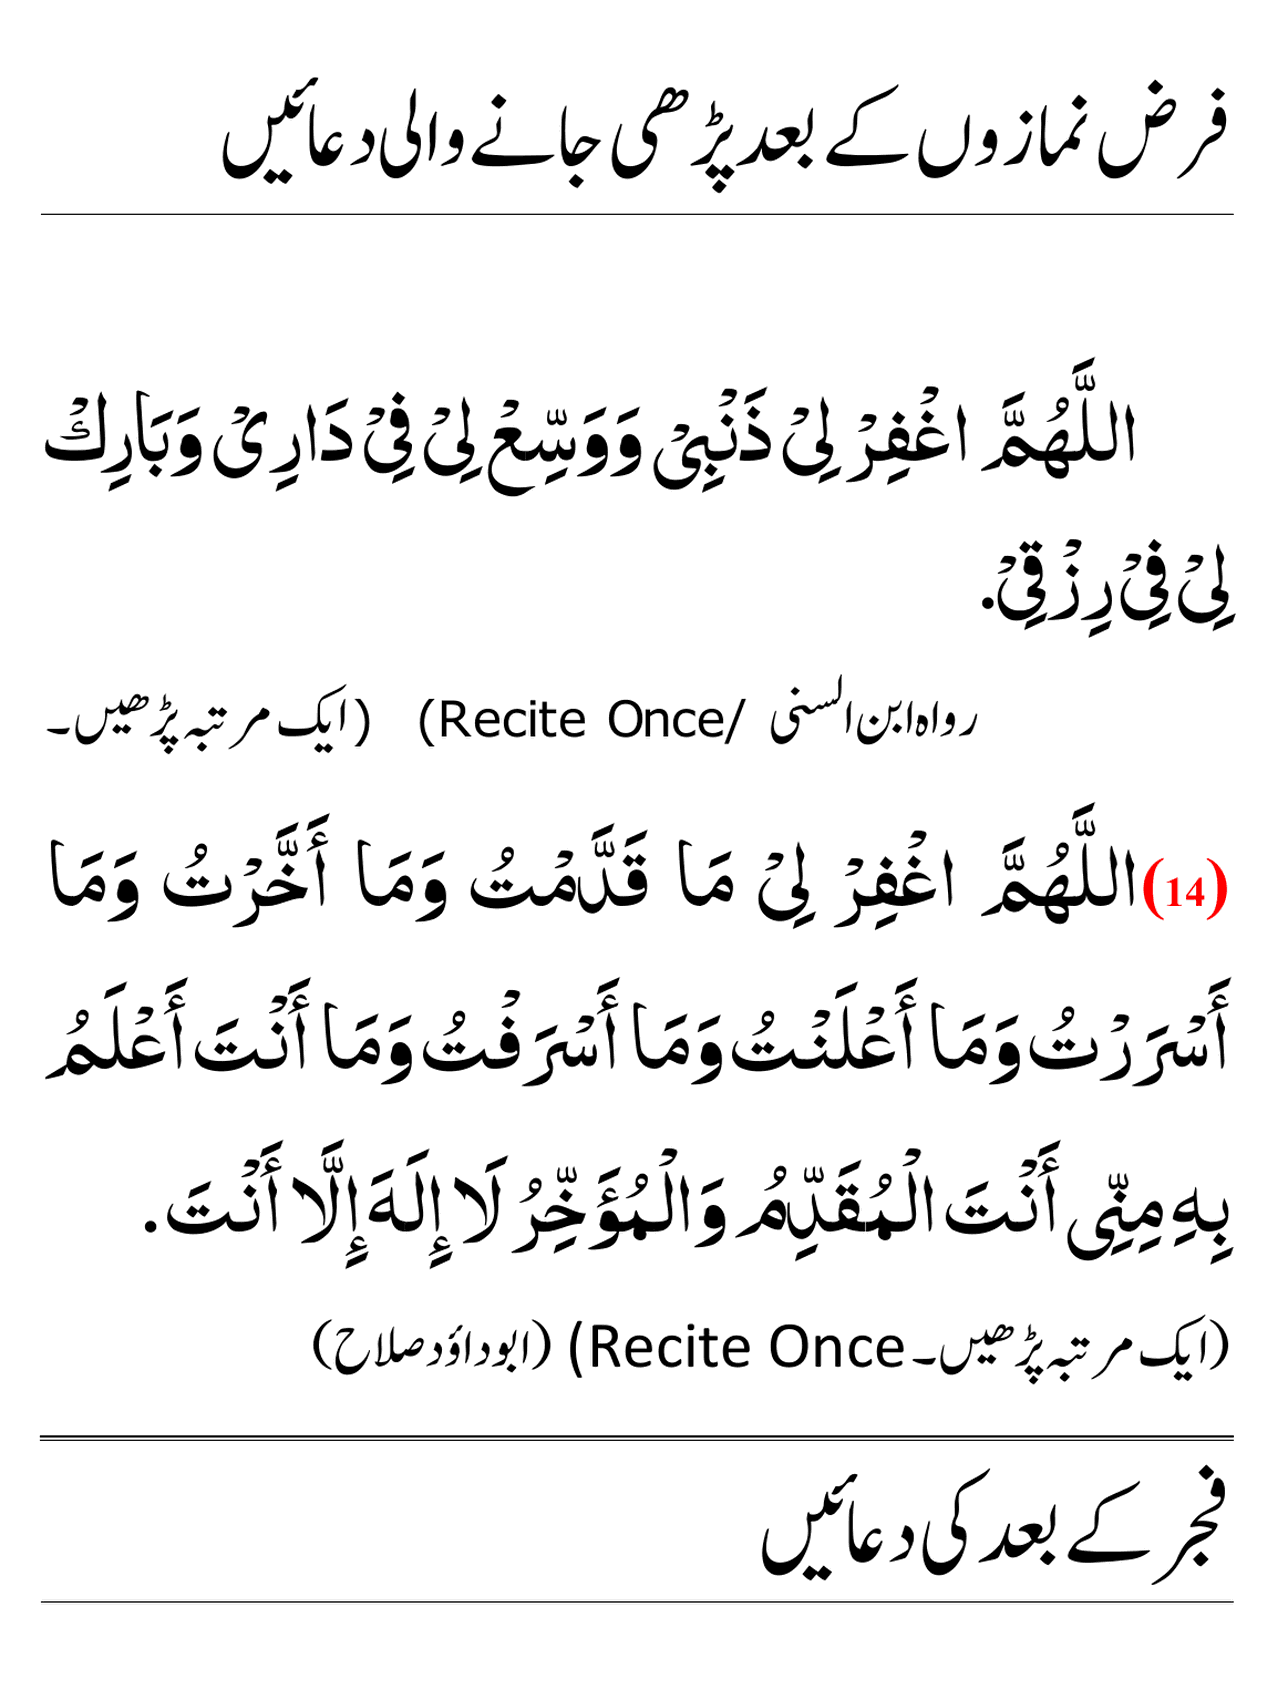 فرض نمازوں کے بعد پڑھی جانے والی دعائیں
اللَّهُمَّ اغْفِرْ لِیْ ذَنْبِیْ وَوَسِّعْ لِیْ فِیْ دَارِیْ وَبَارِكْ
لِیْ فِیْ رِزْقِیْ.
رواہ ابن السنی /Recite Once) (ایک مرتبہ پڑھیں۔
(14)اللَّهُمَّ اغْفِرْ لِیْ مَا قَدَّمْتُ وَمَا أَخَّرْتُ وَمَا
أَسْرَرْتُ وَمَا أَعْلَنْتُ وَمَا أَسْرَفْتُ وَمَا أَنْتَ أَعْلَمُ
بِهِ مِنِّی أَنْتَ الْمُقَدِّمُ وَالْمُؤَخِّرُ لَا إِلَهَ إِلَّا أَنْتَ.
(ایک مرتبہ پڑھیں۔Recite Once) (ابوداؤد صلاح)
فجر کے بعد کی دعائیں